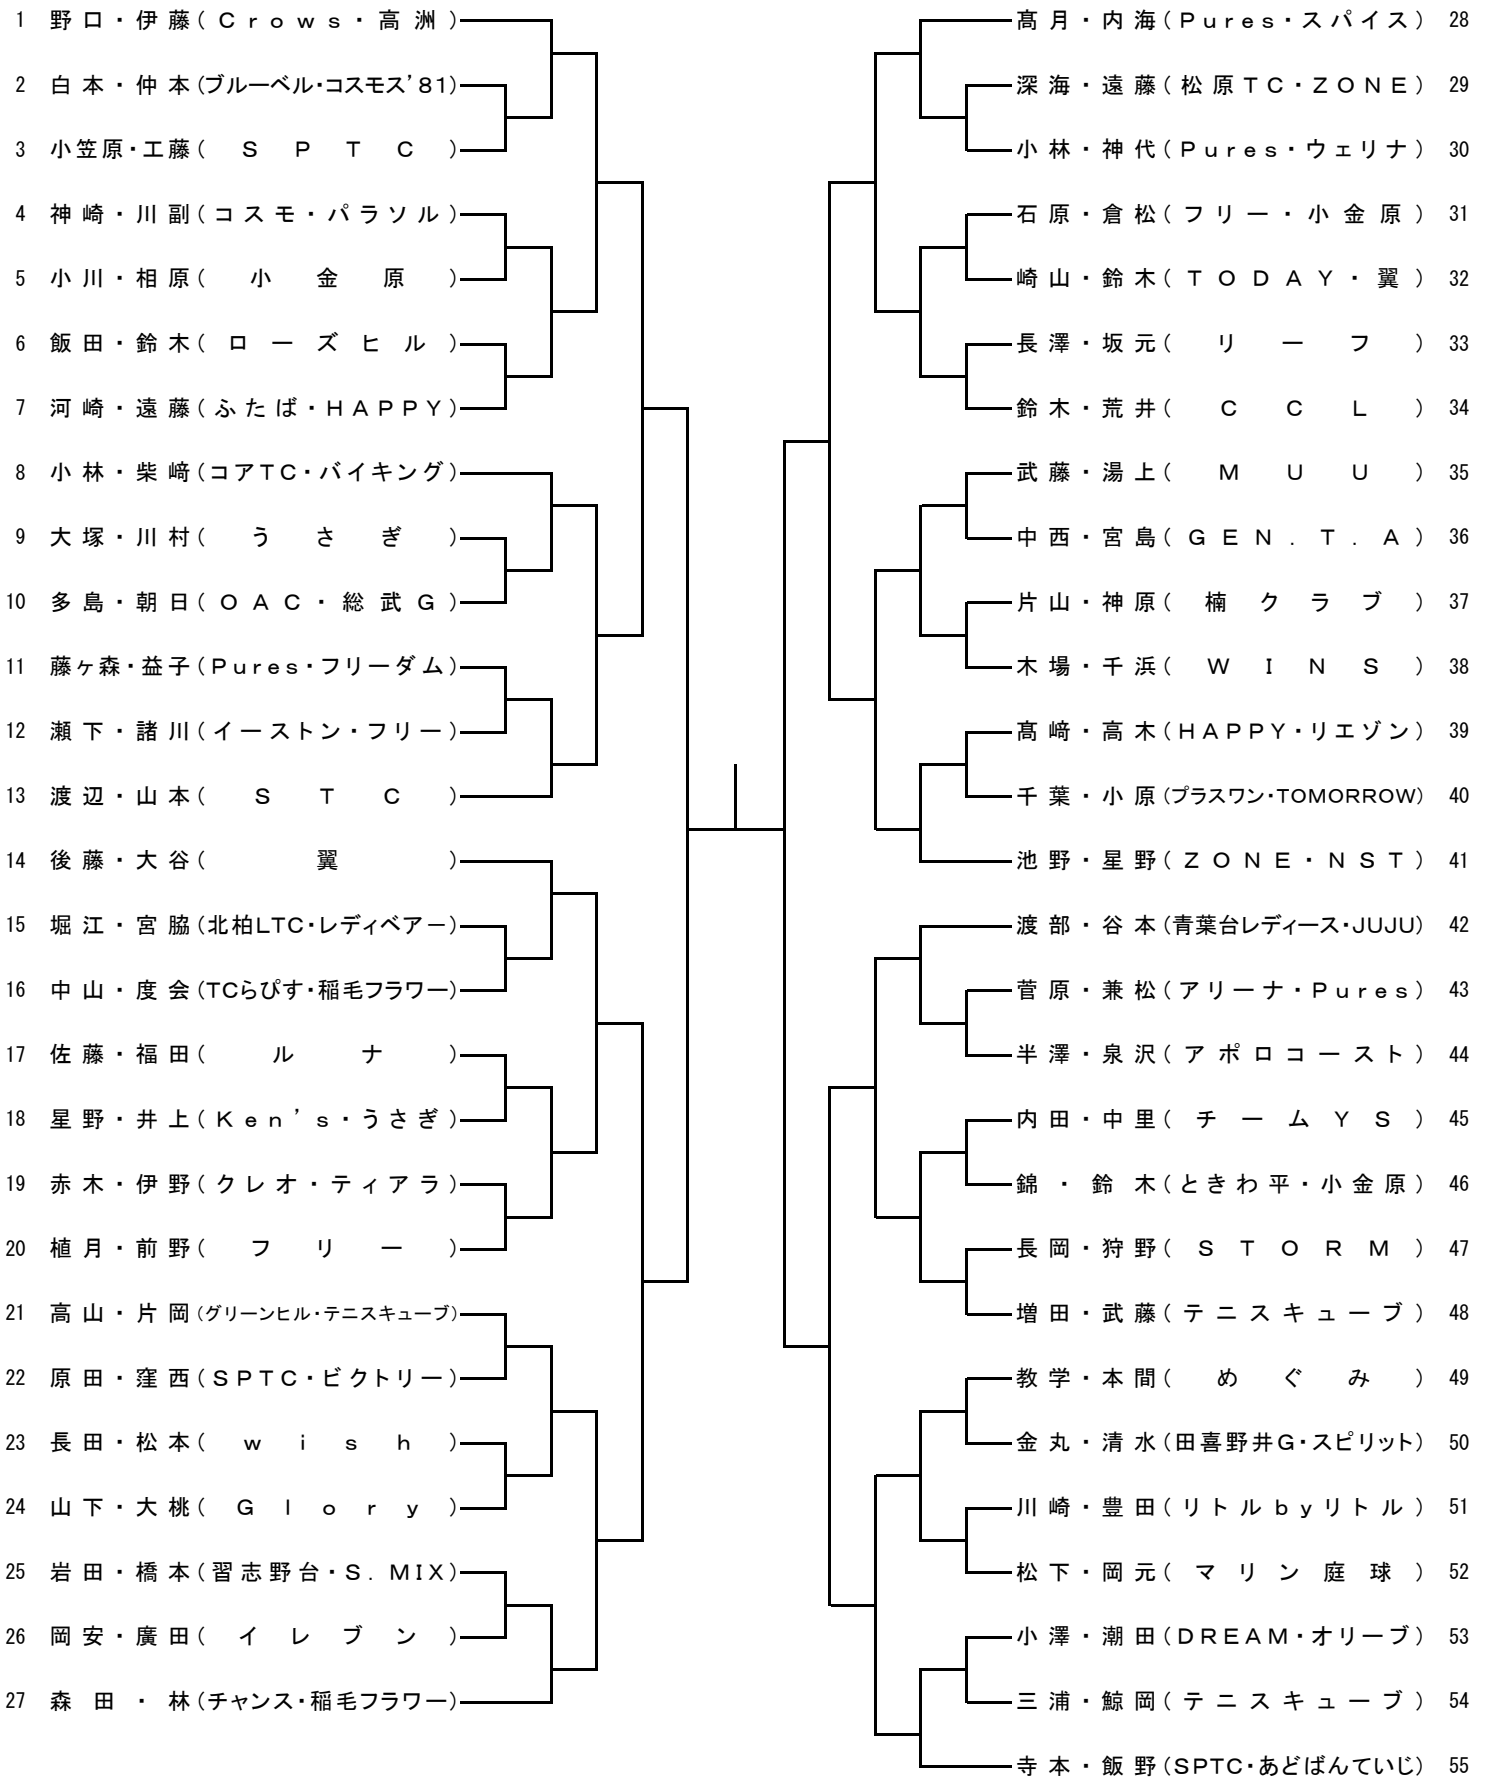 1 野口・伊藤(Crows・高洲)
2 白本・仲本(ブルーベル・コスモス'81)
3 小笠原・工藤(SPTC)
4 神崎・川副(コスモ・パラソル)
5 小川・相原(小金原)
6 飯田・鈴木(ローズヒル)
7 河崎・遠藤(ふたば・HAPPY)
8 小林・柴﨑(コアTC・バイキング)
9 大塚・川村(うさぎ)
10 多島・朝日(OAC・総武G)
11 藤ヶ森・益子(Pures・フリーダム)
12 瀬下・諸川(イーストン・フリー)
13 渡辺・山本(STC)
14 後藤・大谷(翼)
15 堀江・宮脇(北柏LTC・レディベアー)
16 中山・度会(TCらぴす・稲毛フラワー)
17 佐藤・福田(ルナ)
18 星野・井上(Ken's・うさぎ)
19 赤木・伊野(クレオ・ティアラ)
20 植月・前野(フリー)
21 高山・片岡(グリーンヒル・テニスキューブ)
22 原田・窪西(SPTC・ビクトリー)
23 長田・松本(wish)
24 山下・大桃(Glory)
25 岩田・橋本(習志野台・S.MIX)
26 岡安・廣田(イレブン)
27 森田・林(チャンス・稲毛フラワー)
髙月・内海(Pures・スパイス) 28
深海・遠藤(松原TC・ZONE) 29
小林・神代(Pures・ウェリナ) 30
石原・倉松(フリー・小金原) 31
崎山・鈴木(TODAY・翼) 32
長澤・坂元(リーフ) 33
鈴木・荒井(CCL) 34
武藤・湯上(MUU) 35
中西・宮島(GEN.T.A) 36
片山・神原(楠クラブ) 37
木場・千浜(WINS) 38
髙﨑・高木(HAPPY・リエゾン) 39
千葉・小原(プラスワン・TOMORROW) 40
池野・星野(ZONE・NST) 41
渡部・谷本(青葉台レディース・JUJU) 42
菅原・兼松(アリーナ・Pures) 43
半澤・泉沢(アポロコースト) 44
内田・中里(チームYS) 45
錦・鈴木(ときわ平・小金原) 46
長岡・狩野(STORM) 47
増田・武藤(テニスキューブ) 48
教学・本間(めぐみ) 49
金丸・清水(田喜野井G・スピリット) 50
川崎・豊田(リトルbyリトル) 51
松下・岡元(マリン庭球) 52
小澤・潮田(DREAM・オリーブ) 53
三浦・鯨岡(テニスキューブ) 54
寺本・飯野(SPTC・あどばんていじ) 55